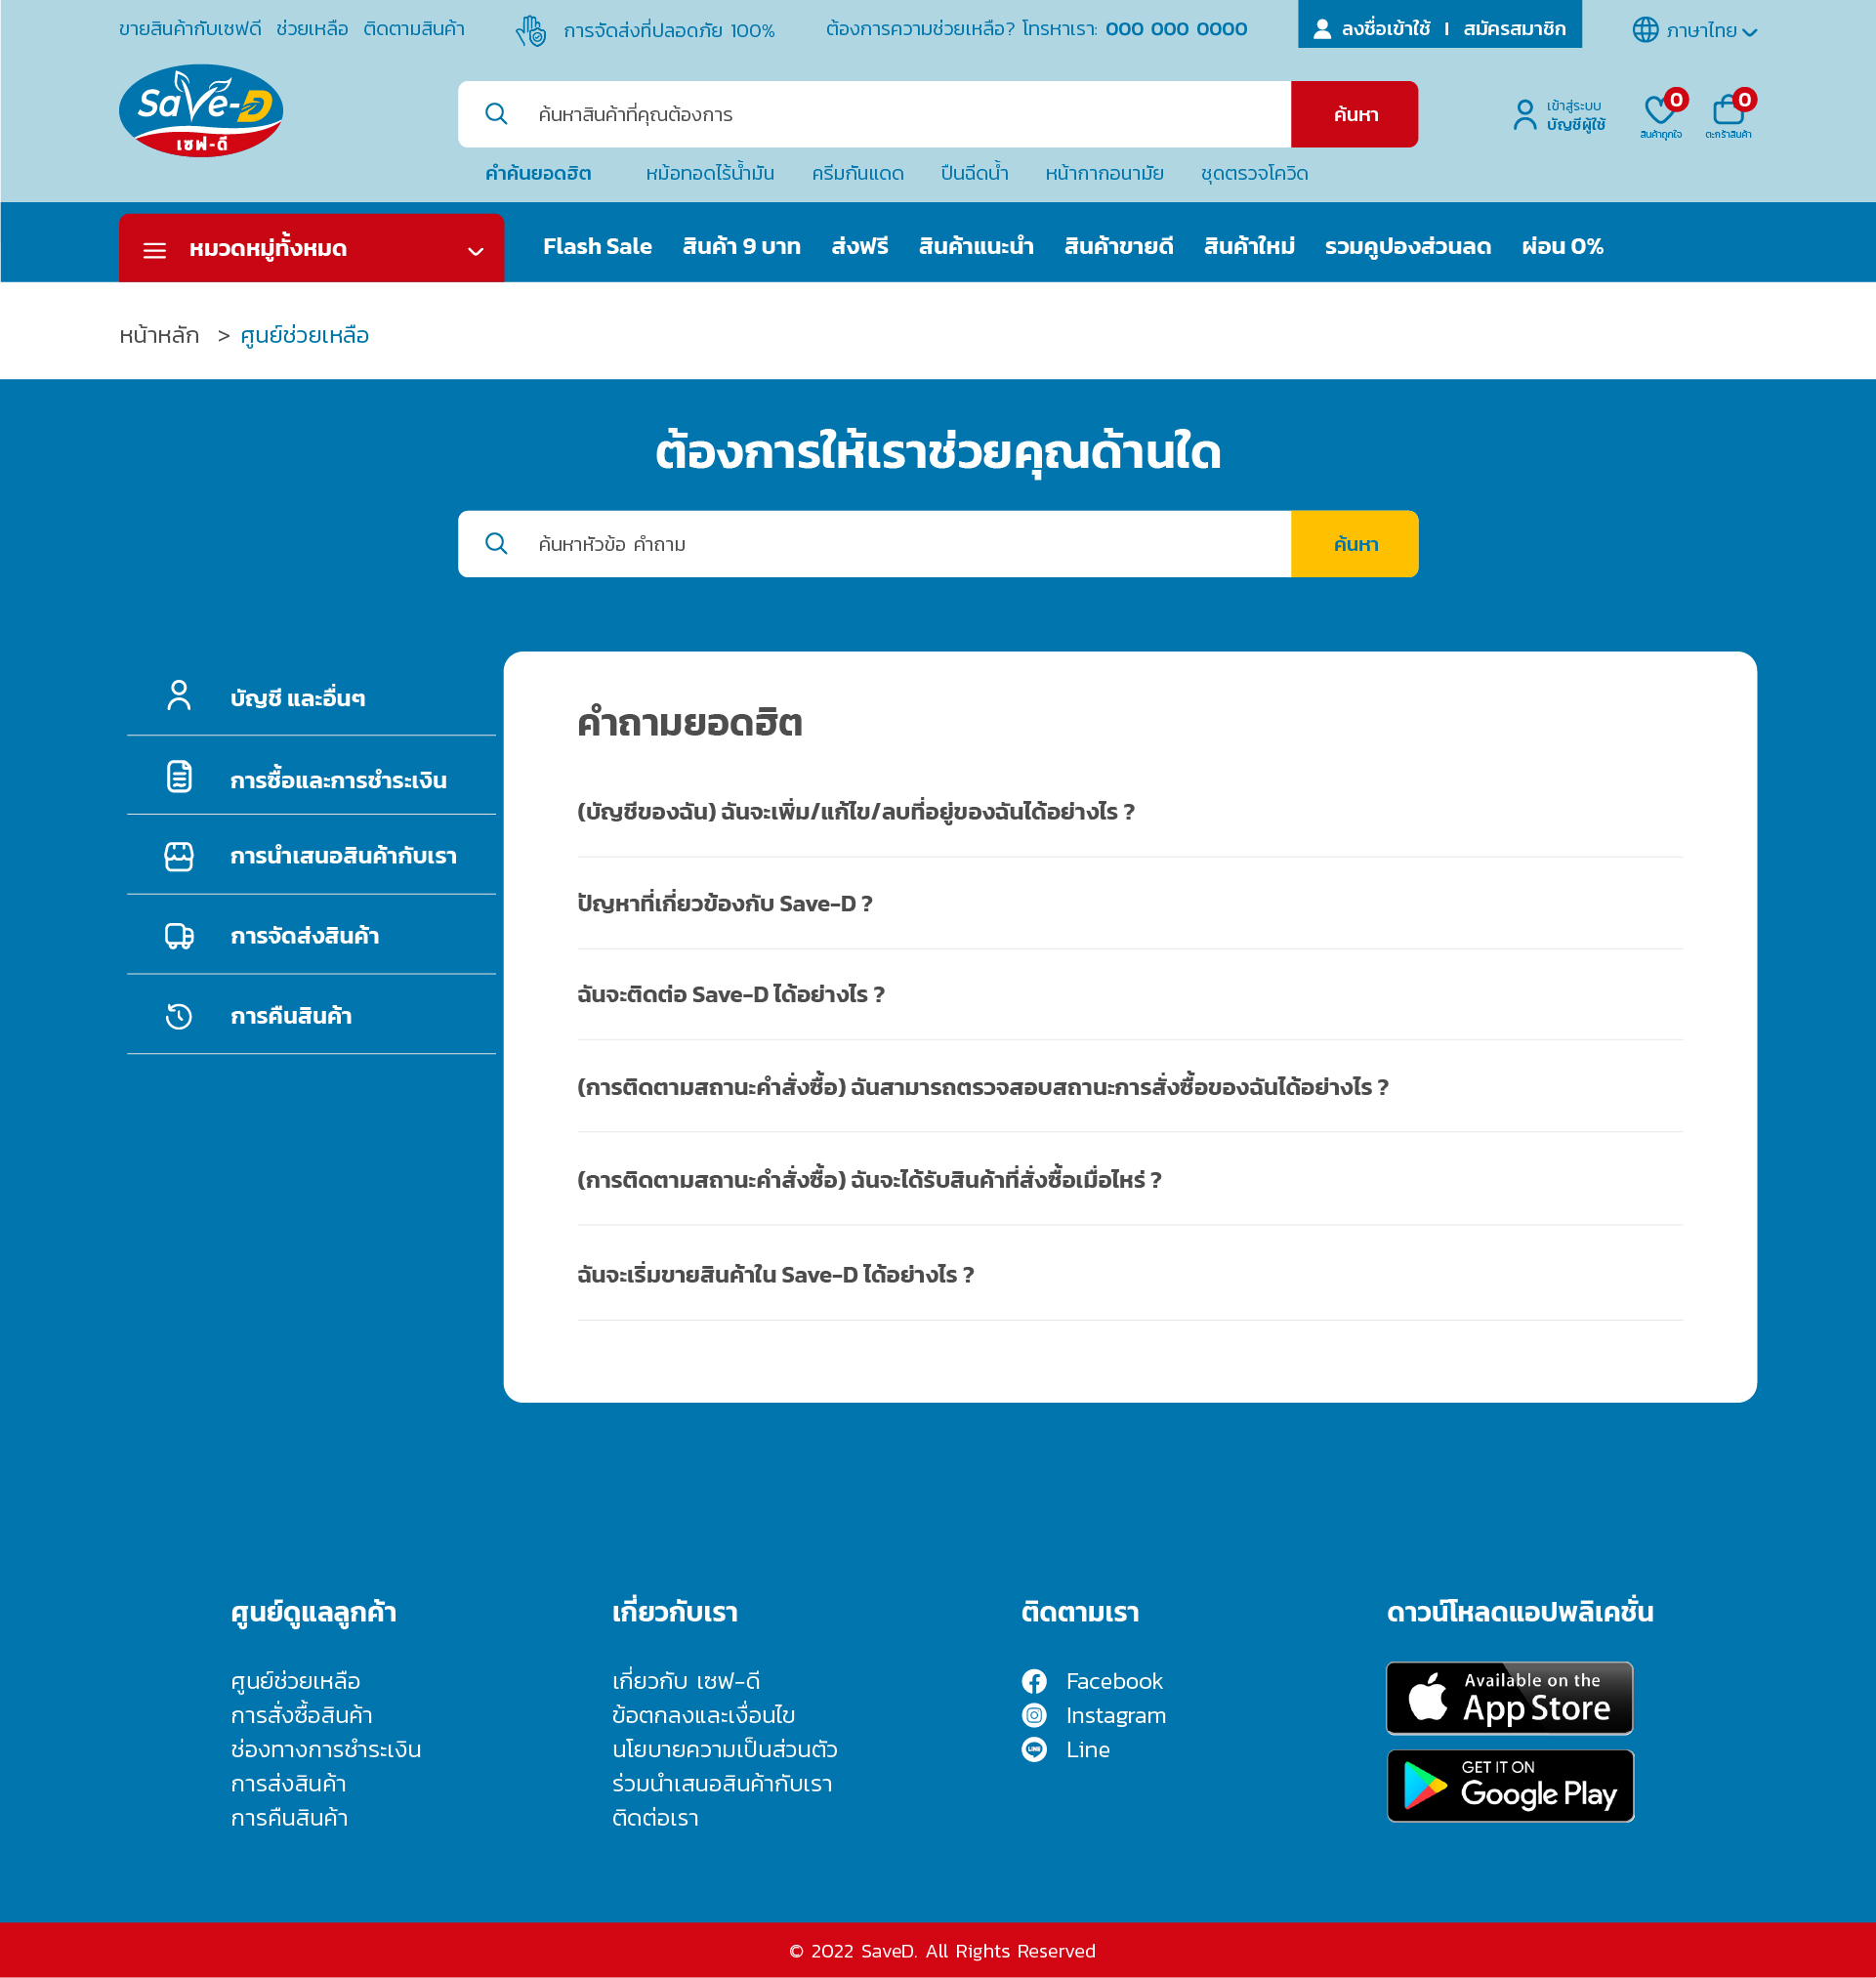 ขายสินค้ากับเซฟดี ช่วยเหลือ ติดตามสินค้า การจัดส่งที่ปลอดภัย 100% ต้องการความช่วยเหลือ? โทรหาเรา: 000 000 0000 ลงชื่อเข้าใช้ I สมัครสมาชิก ภาษาไทย
Save-D
เซฟ-ดี
ค้นหาสินค้าที่คุณต้องการ ค้นหา
เข้าสู่ระบบ
บัญชีผู้ใช้
0 0
สินค้าถูกใจ ตะกร้าสินค้า
คำค้นยอดฮิต หม้อทอดไร้น้ำมัน ครีมกันแดด ปืนฉีดน้ำ หน้ากากอนามัย ชุดตรวจโควิด
หมวดหมู่ทั้งหมด Flash Sale สินค้า 9 บาท ส่งฟรี สินค้าแนะนำ สินค้าขายดี สินค้าใหม่ รวมคูปองส่วนลด ผ่อน 0%
หน้าหลัก > ศูนย์ช่วยเหลือ
ต้องการให้เราช่วยคุณด้านใด
ค้นหาหัวข้อ คำถาม ค้นหา
บัญชี และอื่นๆ
การซื้อและการชำระเงิน
การนำเสนอสินค้ากับเรา
การจัดส่งสินค้า
การคืนสินค้า
คำถามยอดฮิต
(บัญชีของฉัน) ฉันจะเพิ่ม/แก้ไข/ลบที่อยู่ของฉันได้อย่างไร ?
ปัญหาที่เกี่ยวข้องกับ Save-D ?
ฉันจะติดต่อ Save-D ได้อย่างไร ?
(การติดตามสถานะคำสั่งซื้อ) ฉันสามารถตรวจสอบสถานะการสั่งซื้อของฉันได้อย่างไร ?
(การติดตามสถานะคำสั่งซื้อ) ฉันจะได้รับสินค้าที่สั่งซื้อเมื่อไหร่ ?
ฉันจะเริ่มขายสินค้าใน Save-D ได้อย่างไร ?
ศูนย์ดูแลลูกค้า
ศูนย์ช่วยเหลือ
การสั่งซื้อสินค้า
ช่องทางการชำระเงิน
การส่งสินค้า
การคืนสินค้า
เกี่ยวกับเรา
เกี่ยวกับ เซฟ-ดี
ข้อตกลงและเงื่อนไข
นโยบายความเป็นส่วนตัว
ร่วมนำเสนอสินค้ากับเรา
ติดต่อเรา
ติดตามเรา
Facebook
Instagram
LINE Line
ดาวน์โหลดแอปพลิเคชั่น
Available on the
App Store
GET IT ON
Google Play
© 2022 SaveD. All Rights Reserved